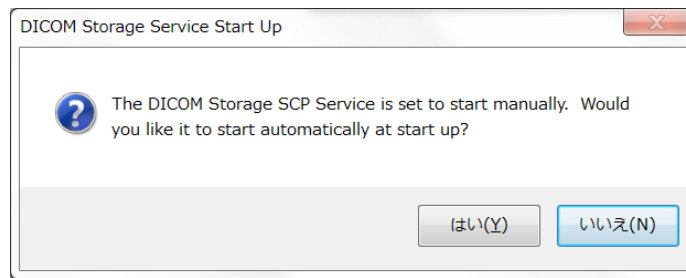 DICOM Storage Service Start Up
The DICOM Storage SCP Service is set to start manually.  Would
you like it to start automatically at start up?
はい(Y)
いいえ(N)